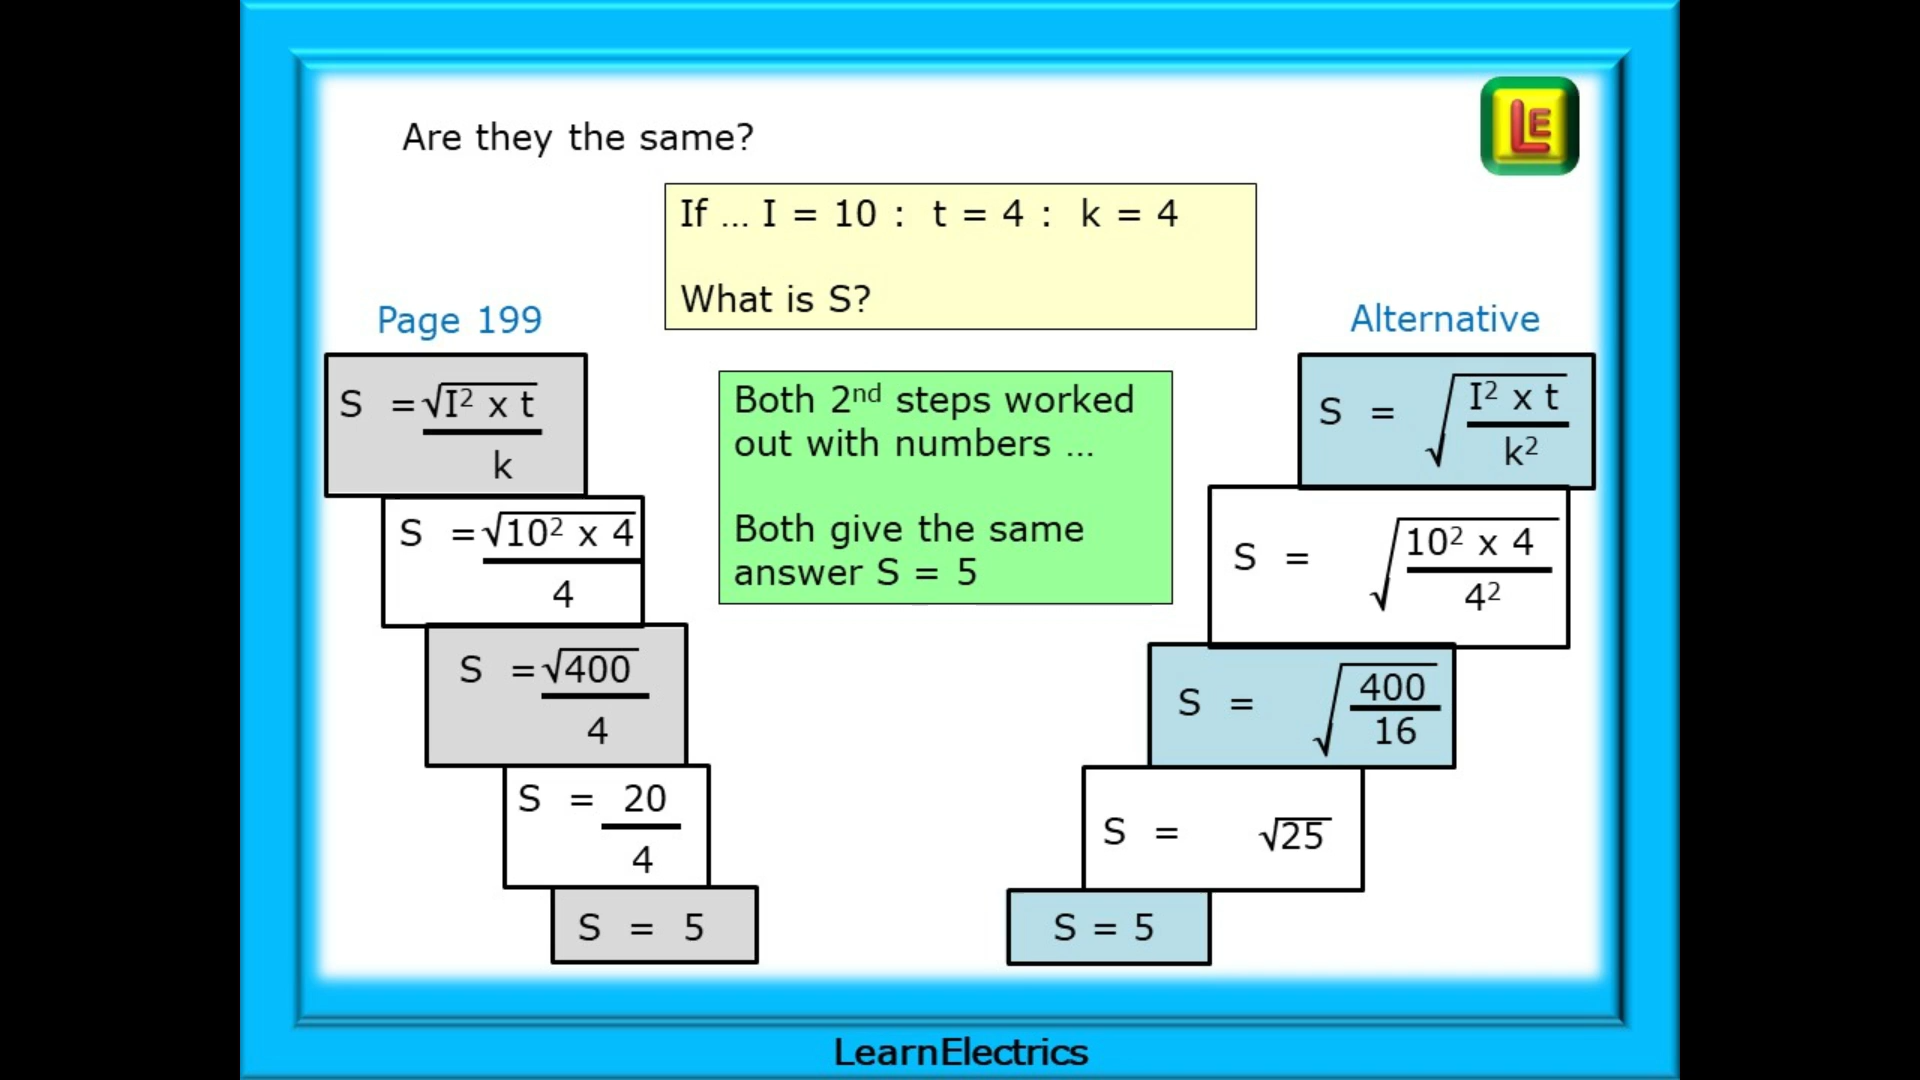 Are they the same?
LE
If ... I = 10 : t = 4 : k = 4
What is S?
Page 199
S = √I² x t
k
S = √10² x 4
4
S = √400
4
S = 20
4
S = 5
Both 2nd steps worked
out with numbers ...
Both give the same
answer S = 5
Alternative
S = √ I² x t
k²
S = √ 10² x 4
4²
S = √ 400
16
S = √25
S = 5
LearnElectrics